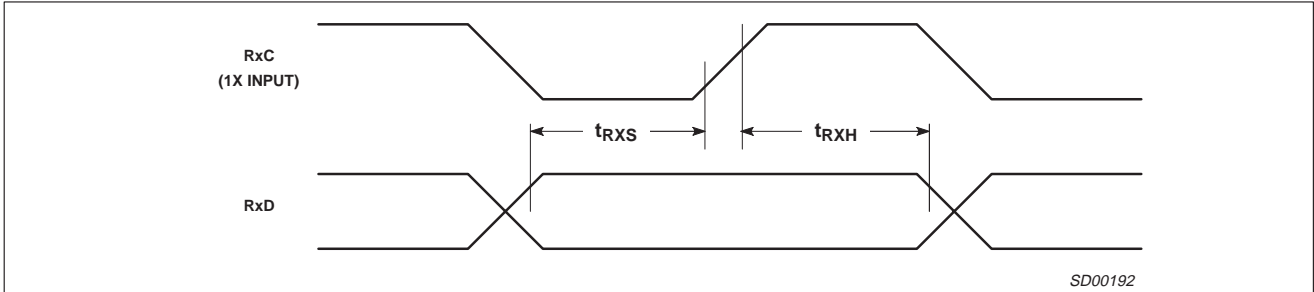 RxC
(1X INPUT)
tRXS
tRXH
RxD
SD00192